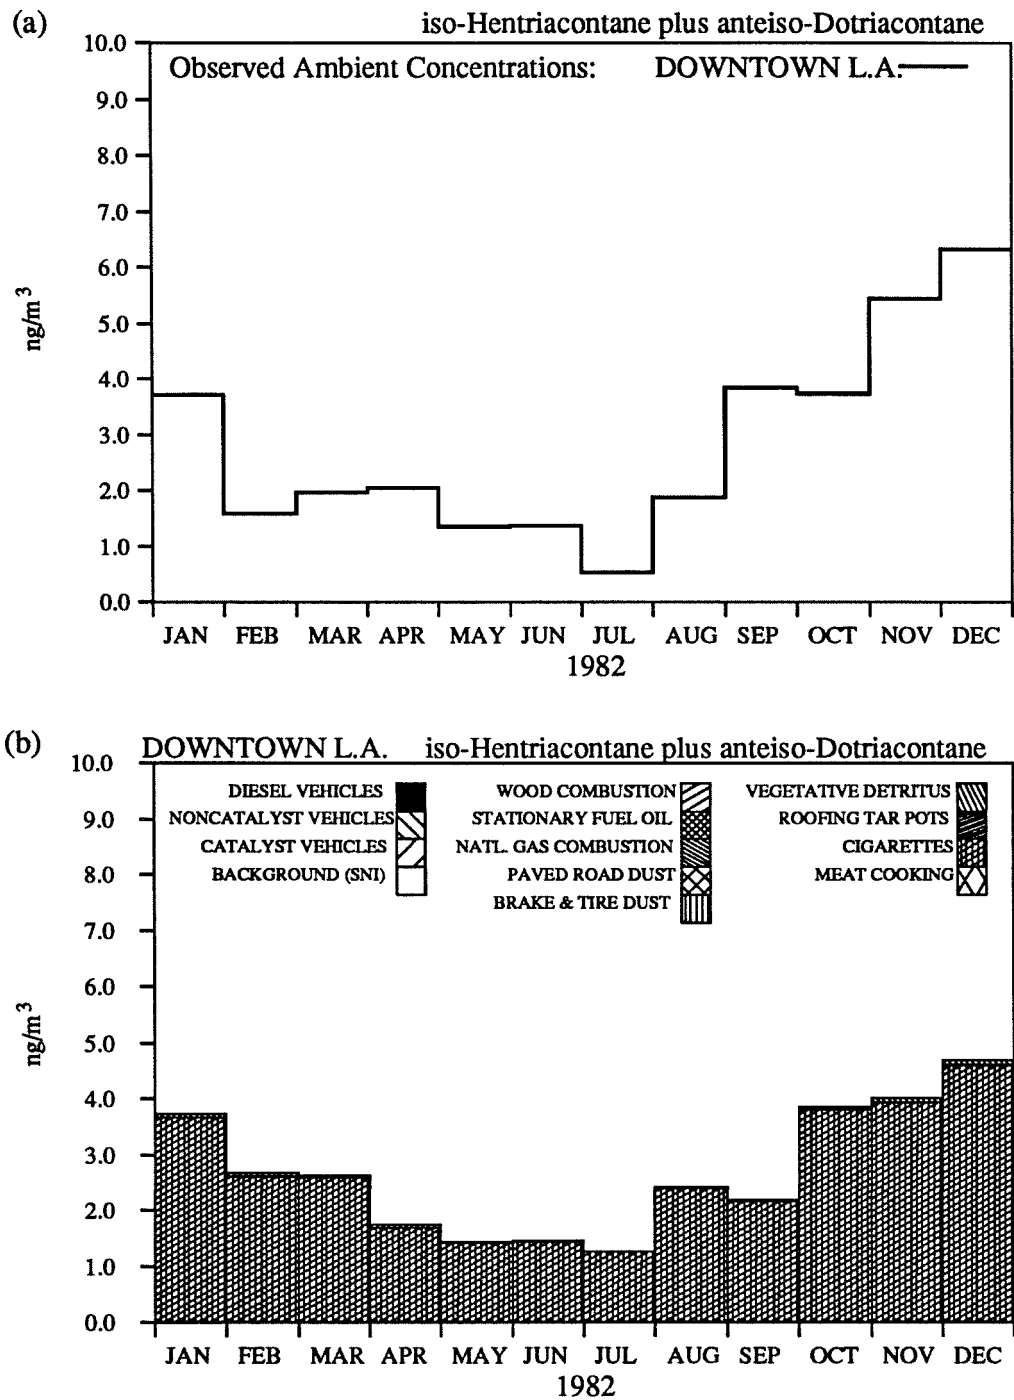 (a)
iso-Hentriacontane plus anteiso-Dotriacontane
10.0
Observed Ambient Concentrations: DOWNTOWN L.A.
9.0
8.0
7.0
6.0
5.0
4.0
3.0
2.0
1.0
0.0
ng/m³
JAN FEB MAR APR MAY JUN JUL AUG SEP OCT NOV DEC
1982
(b)
DOWNTOWN L.A. iso-Hentriacontane plus anteiso-Dotriacontane
10.0
DIESEL VEHICLES WOOD COMBUSTION VEGETATIVE DETRITUS
9.0 NONCATALYST VEHICLES STATIONARY FUEL OIL ROOFING TAR POTS
CATALYST VEHICLES NATL. GAS COMBUSTION CIGARETTES
8.0 BACKGROUND (SNI) PAVED ROAD DUST MEAT COOKING
BRAKE & TIRE DUST
7.0
6.0
5.0
4.0
3.0
2.0
1.0
0.0
ng/m³
JAN FEB MAR APR MAY JUN JUL AUG SEP OCT NOV DEC
1982